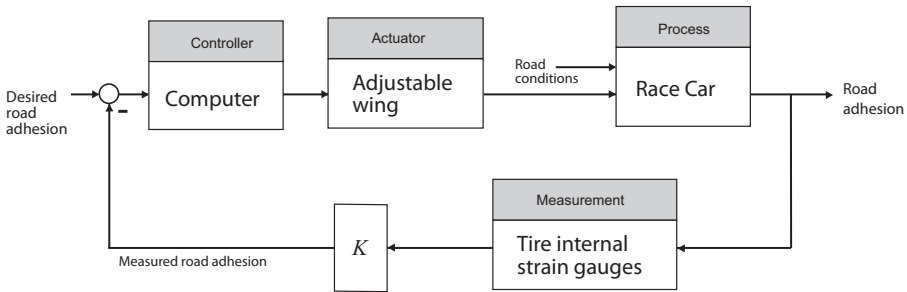 Controller
Computer
Actuator
Adjustable
wing
Process
Race Car
Road
conditions
Desired
road
adhesion
-
Road
adhesion
Measurement
Tire internal
strain gauges
K
Measured road adhesion